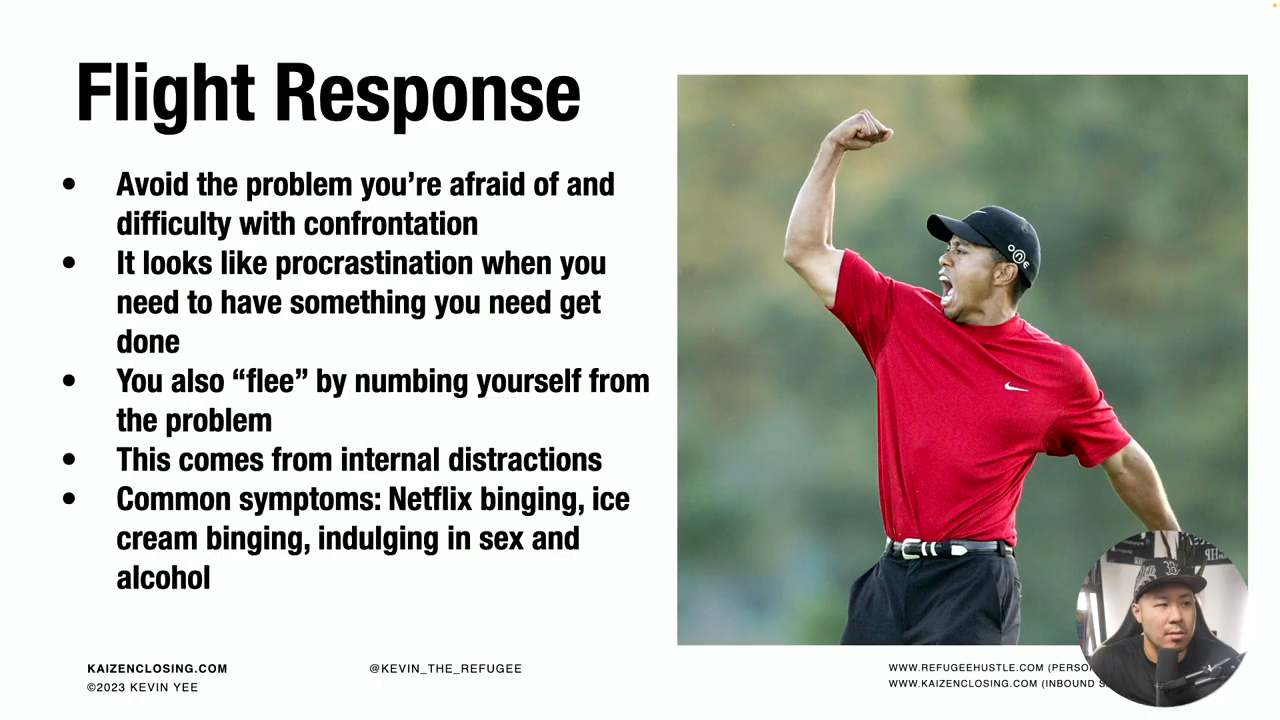 Flight Response
• Avoid the problem you’re afraid of and
difficulty with confrontation
• It looks like procrastination when you
need to have something you need get
done
• You also “flee” by numbing yourself from
the problem
• This comes from internal distractions
• Common symptoms: Netflix binging, ice
cream binging, indulging in sex and
alcohol
KAIZENCLOSING.COM
©2023 KEVIN YEE
@KEVIN_THE_REFUGEE
WWW.REFUGEEHUSTLE.COM
WWW.KAIZENCLOSING.COM (INBOUND